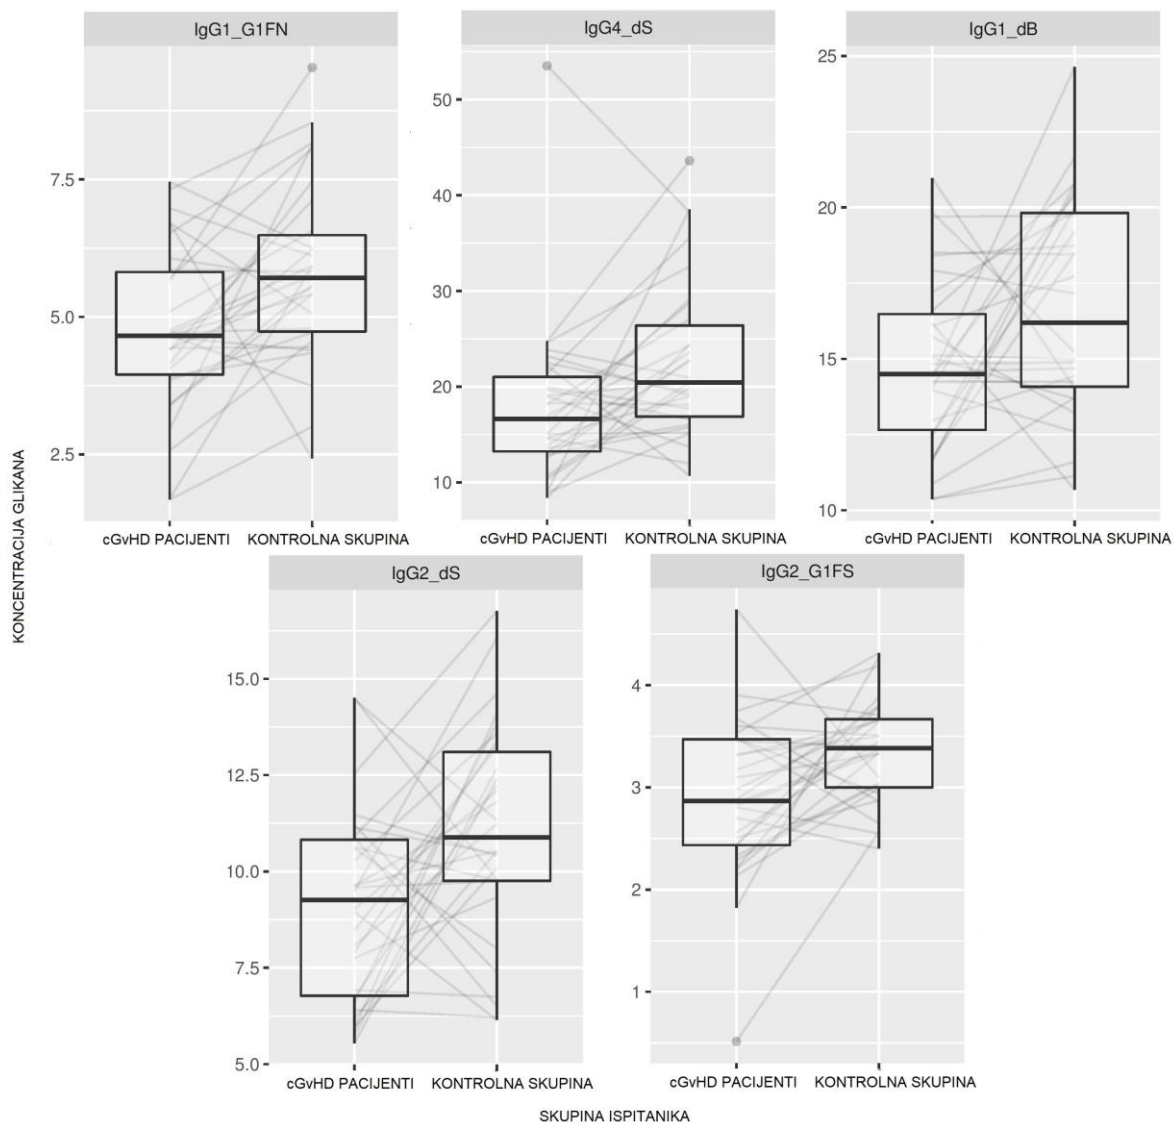 IgG1_G1FN
IgG4_dS
IgG1_dB
7.5
5.0
2.5
50
40
30
20
10
25
20
15
10
cGvHD PACIJENTI KONTROLNA SKUPINA
cGvHD PACIJENTI KONTROLNA SKUPINA
cGvHD PACIJENTI KONTROLNA SKUPINA
KONCENTRACIJA GLIKANA
IgG2_dS
IgG2_G1FS
15.0
12.5
10.0
7.5
5.0
4
3
2
1
cGvHD PACIJENTI KONTROLNA SKUPINA
cGvHD PACIJENTI KONTROLNA SKUPINA
SKUPINA ISPITANIKA